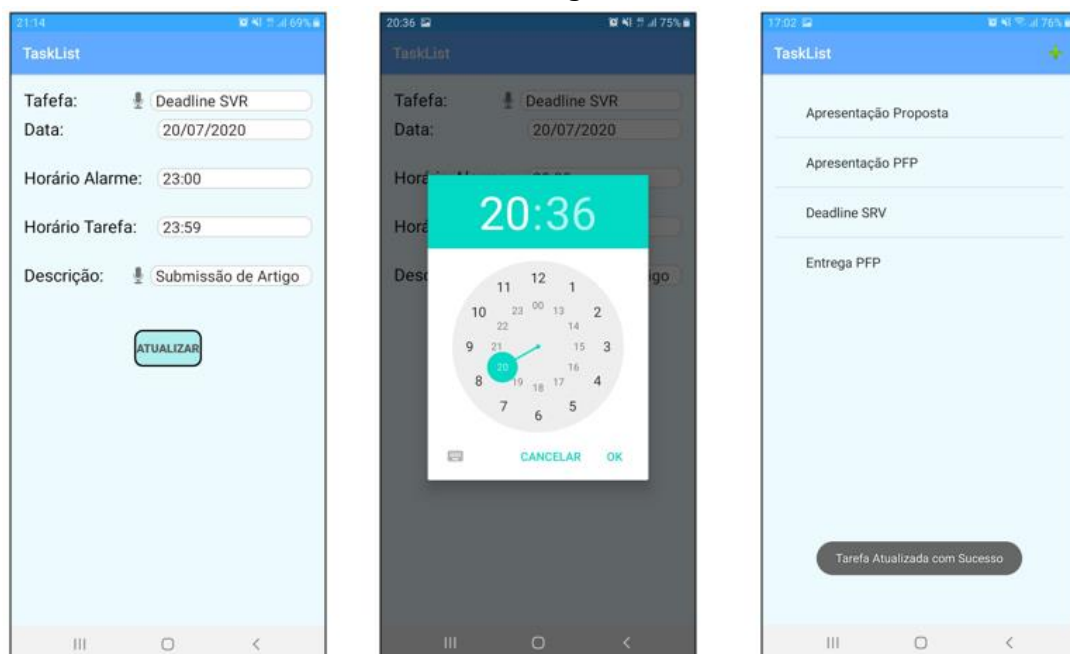 21:14 69%
TaskList
Tafefa: Deadline SVR
Data: 20/07/2020
Horário Alarme: 23:00
Horário Tarefa: 23:59
Descrição: Submissão de Artigo
ATUALIZAR
20:36 75%
TaskList
Tafefa: Deadline SVR
Data: 20/07/2020
Horá
Horá
Desc igo
20:36
12
11 1
10 23 00 13 2
22 14
9 21 15 3
20 16
8 19 18 17 4
7 5
6
CANCELAR OK
17:02 76%
TaskList
Apresentação Proposta
Apresentação PFP
Deadline SRV
Entrega PFP
Tarefa Atualizada com Sucesso